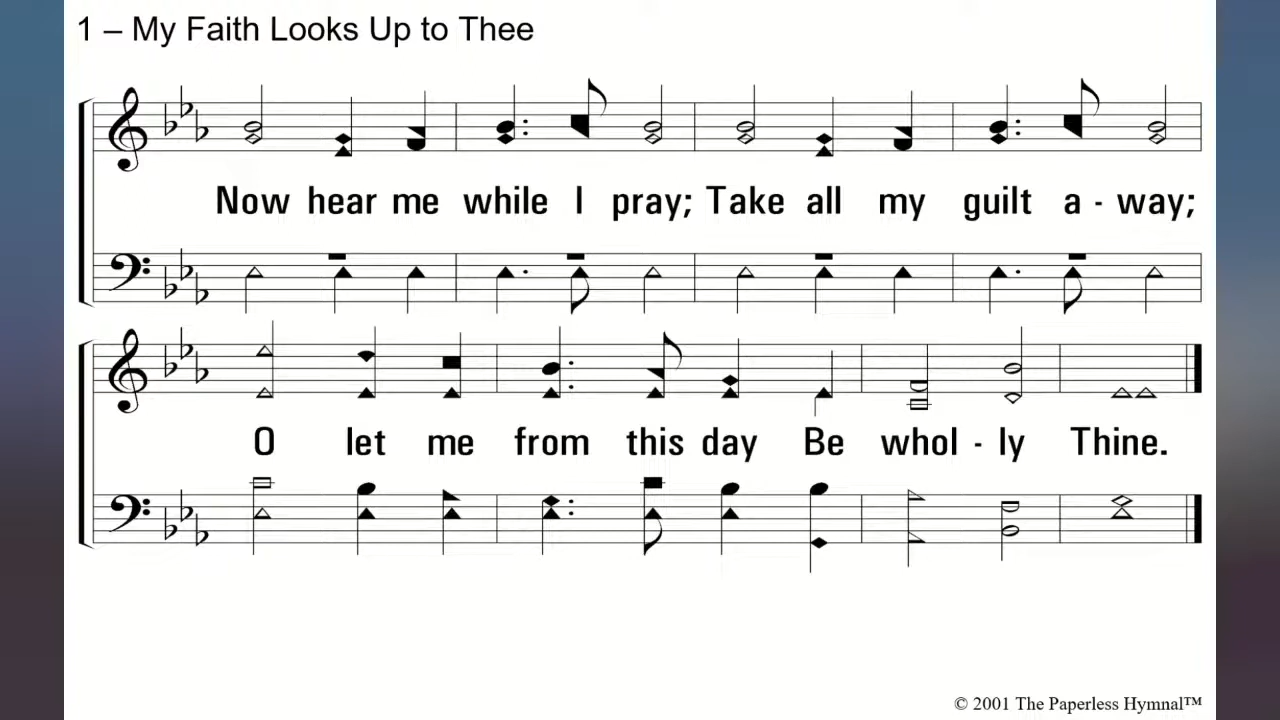 1 – My Faith Looks Up to Thee
Now hear me while I pray; Take all my guilt a - way;
O let me from this day Be whol - ly Thine.
© 2001 The Paperless Hymnal™